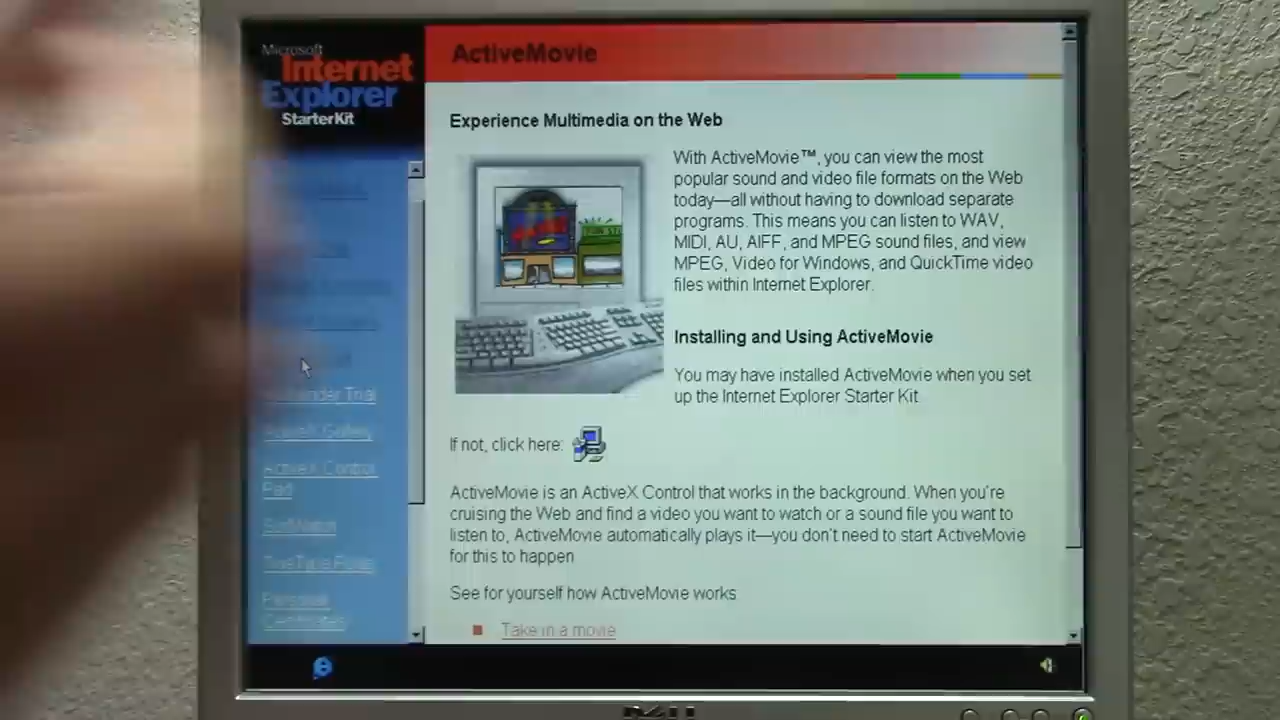 Microsoft
Internet
Explorer
StarterKit
ActiveMovie
Experience Multimedia on the Web
With ActiveMovie™, you can view the most
popular sound and video file formats on the Web
today—all without having to download separate
programs. This means you can listen to WAV,
MIDI, AU, AIFF, and MPEG sound files, and view
MPEG, Video for Windows, and QuickTime video
files within Internet Explorer.
Installing and Using ActiveMovie
You may have installed ActiveMovie when you set
up the Internet Explorer Starter Kit
If not, click here:
ActiveMovie is an ActiveX Control that works in the background. When you're
cruising the Web and find a video you want to watch or a sound file you want to
listen to, ActiveMovie automatically plays it—you don't need to start ActiveMovie
for this to happen
See for yourself how ActiveMovie works
Take in a movie
Trial
ActiveX Control
Pad
TrueType Fonts
Personal
Certificates
DELL